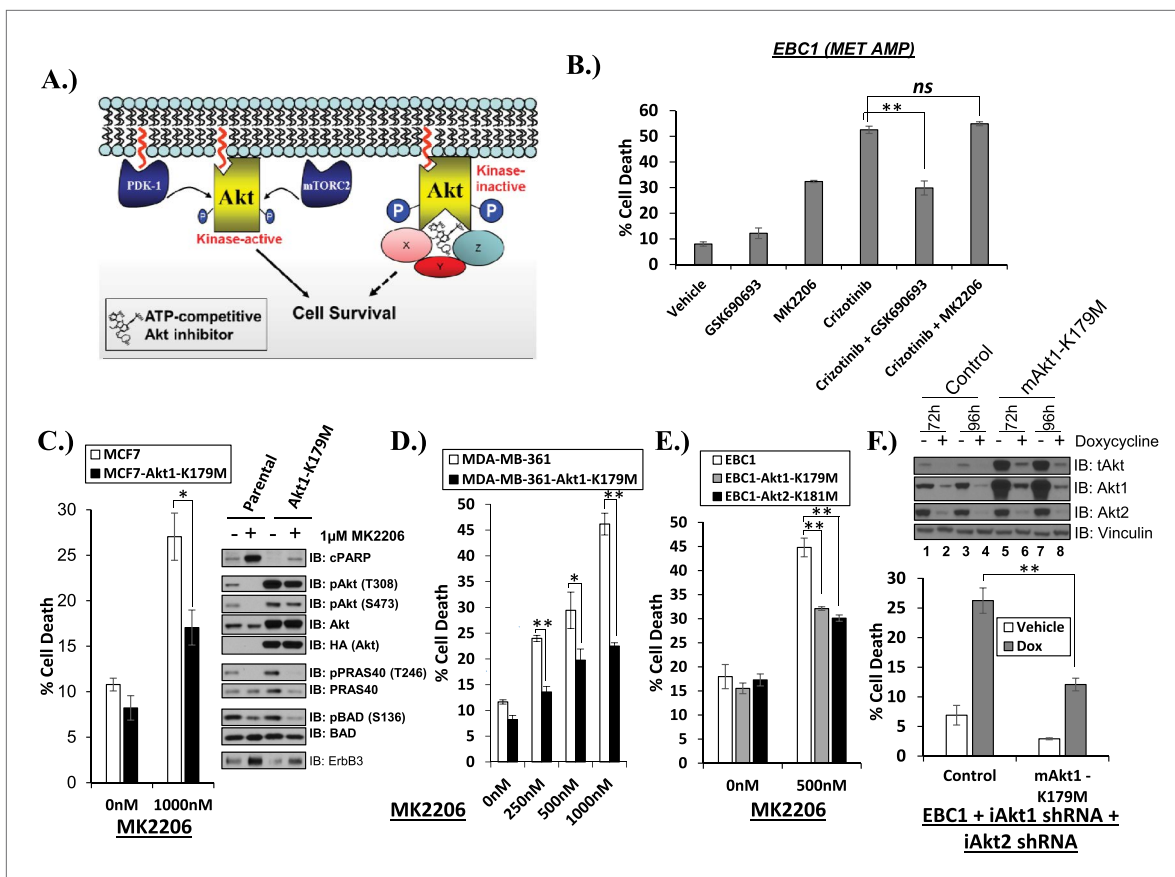 A.)
PDK-1
Akt
mTORC2
P
P
Kinase-active
Kinase-
inactive
Akt
P
P
X
Y
Z
Cell Survival
ATP-competitive
Akt inhibitor
B.)
EBC1 (MET AMP)
% Cell Death
60
50
40
30
20
10
0
**
ns
Vehicle
GSK690693
MK2206
Crizotinib
Crizotinib + GSK690693
Crizotinib + MK2206
C.)
MCF7
MCF7-Akt1-K179M
% Cell Death
30
25
20
15
10
5
0
*
0nM
1000nM
MK2206
Parental
Akt1-K179M
- + - + 1µM MK2206
IB: cPARP
IB: pAkt (T308)
IB: pAkt (S473)
IB: Akt
IB: HA (Akt)
IB: pPRAS40 (T246)
IB: PRAS40
IB: pBAD (S136)
IB: BAD
IB: ErbB3
D.)
MDA-MB-361
MDA-MB-361-Akt1-K179M
% Cell Death
50
45
40
35
30
25
20
15
10
5
0
**
*
**
0nM
250nM
500nM
1000nM
MK2206
E.)
EBC1
EBC1-Akt1-K179M
EBC1-Akt2-K181M
% Cell Death
50
45
40
35
30
25
20
15
10
5
0
**
**
0nM
500nM
MK2206
F.)
Control
mAkt1-K179M
72h
96h
72h
96h
- + - + - + - + Doxycycline
IB: tAkt
IB: Akt1
IB: Akt2
IB: Vinculin
1 2 3 4 5 6 7 8
% Cell Death
30
25
20
15
10
5
0
**
Vehicle
Dox
Control
mAkt1 -
K179M
EBC1 + iAkt1 shRNA +
iAkt2 shRNA